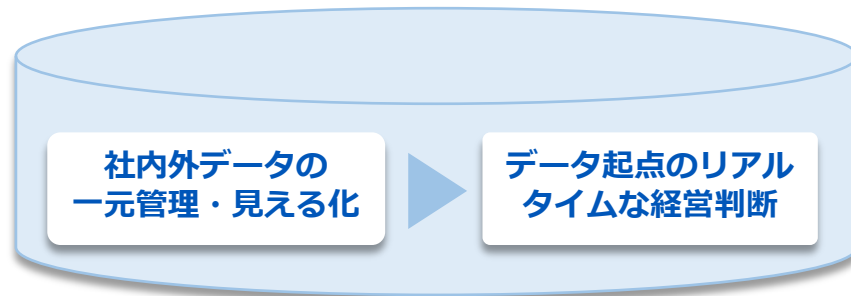 社内外データの
一元管理・見える化
データ起点のリアル
タイムな経営判断